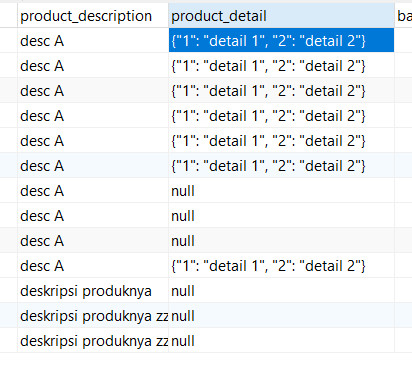 product_description product_detail ba
desc A {"1": "detail 1", "2": "detail 2"}
desc A {"1": "detail 1", "2": "detail 2"}
desc A {"1": "detail 1", "2": "detail 2"}
desc A {"1": "detail 1", "2": "detail 2"}
desc A {"1": "detail 1", "2": "detail 2"}
desc A {"1": "detail 1", "2": "detail 2"}
desc A null
desc A null
desc A null
desc A {"1": "detail 1", "2": "detail 2"}
deskripsi produknya null
deskripsi produknya zz null
deskripsi produknya zz null